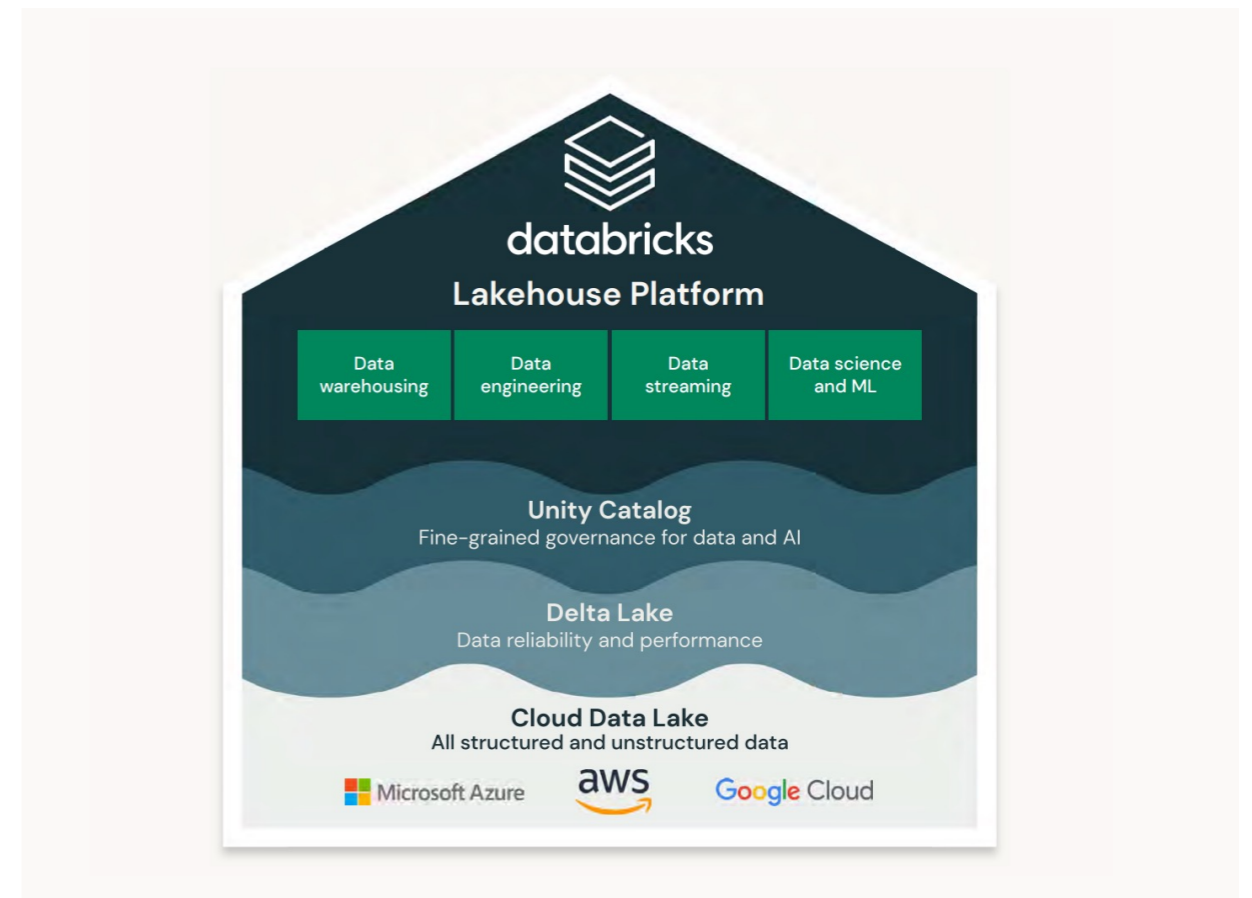 databricks
Lakehouse Platform
Data
warehousing
Data
engineering
Data
streaming
Data science
and ML
Unity Catalog
Fine-grained governance for data and AI
Delta Lake
Data reliability and performance
Cloud Data Lake
All structured and unstructured data
Microsoft Azure
aws
Google Cloud